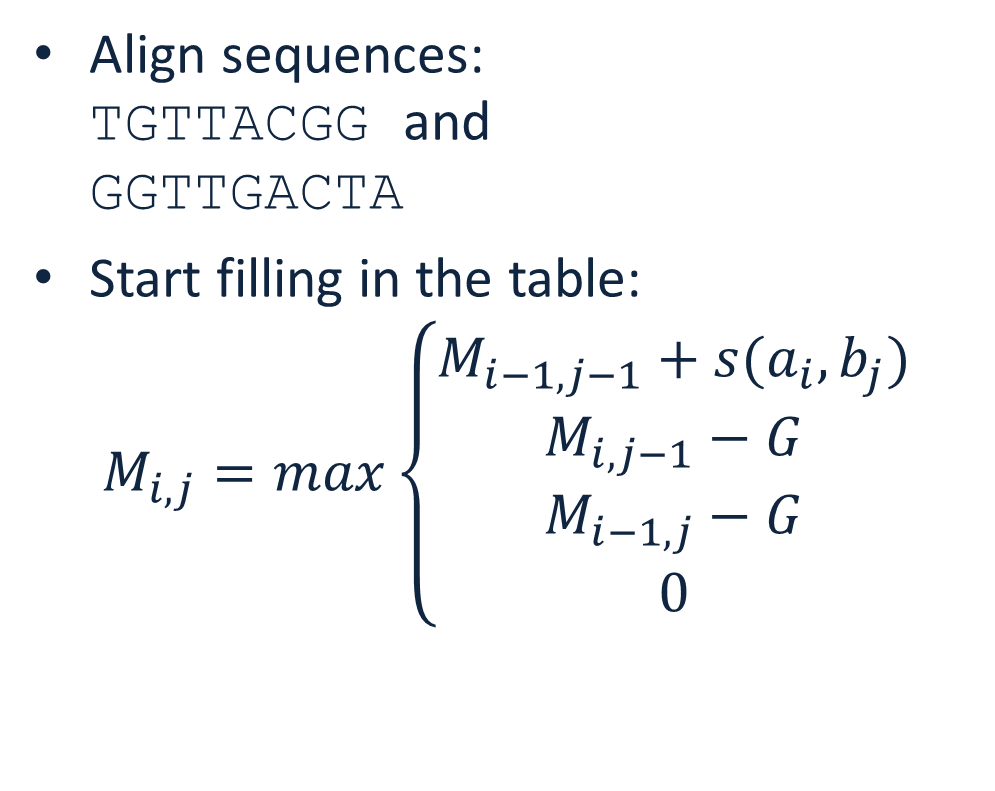 • Align sequences:
TGTTACGG and
GGTTGACTA
• Start filling in the table:
M_{i,j} = max { M_{i−1,j−1} + s(a_i, b_j)
M_{i,j−1} − G
M_{i−1,j} − G
0